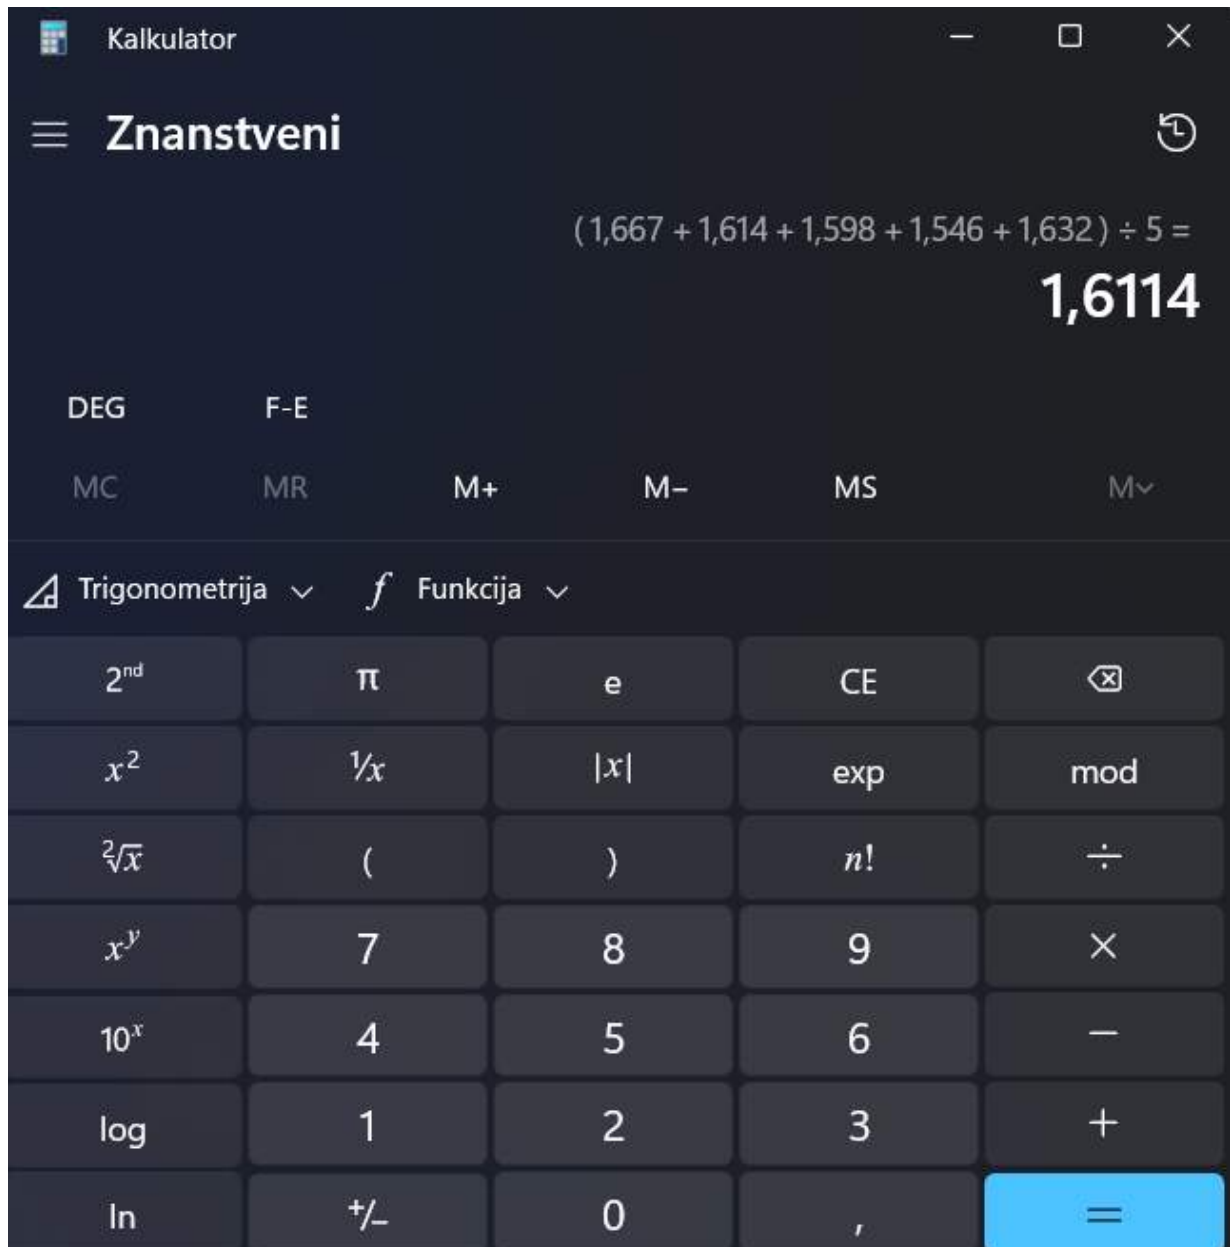 Kalkulator
Znanstveni
(1,667 + 1,614 + 1,598 + 1,546 + 1,632) ÷ 5 =
1,6114
DEG F-E
MC MR M+ M− MS M
Trigonometrija f Funkcija
2ⁿᵈ π e CE
x² ¹/x |x| exp mod
²√x ( ) n! ÷
xʸ 7 8 9 ×
10ˣ 4 5 6 −
log 1 2 3 +
ln +/− 0 , =